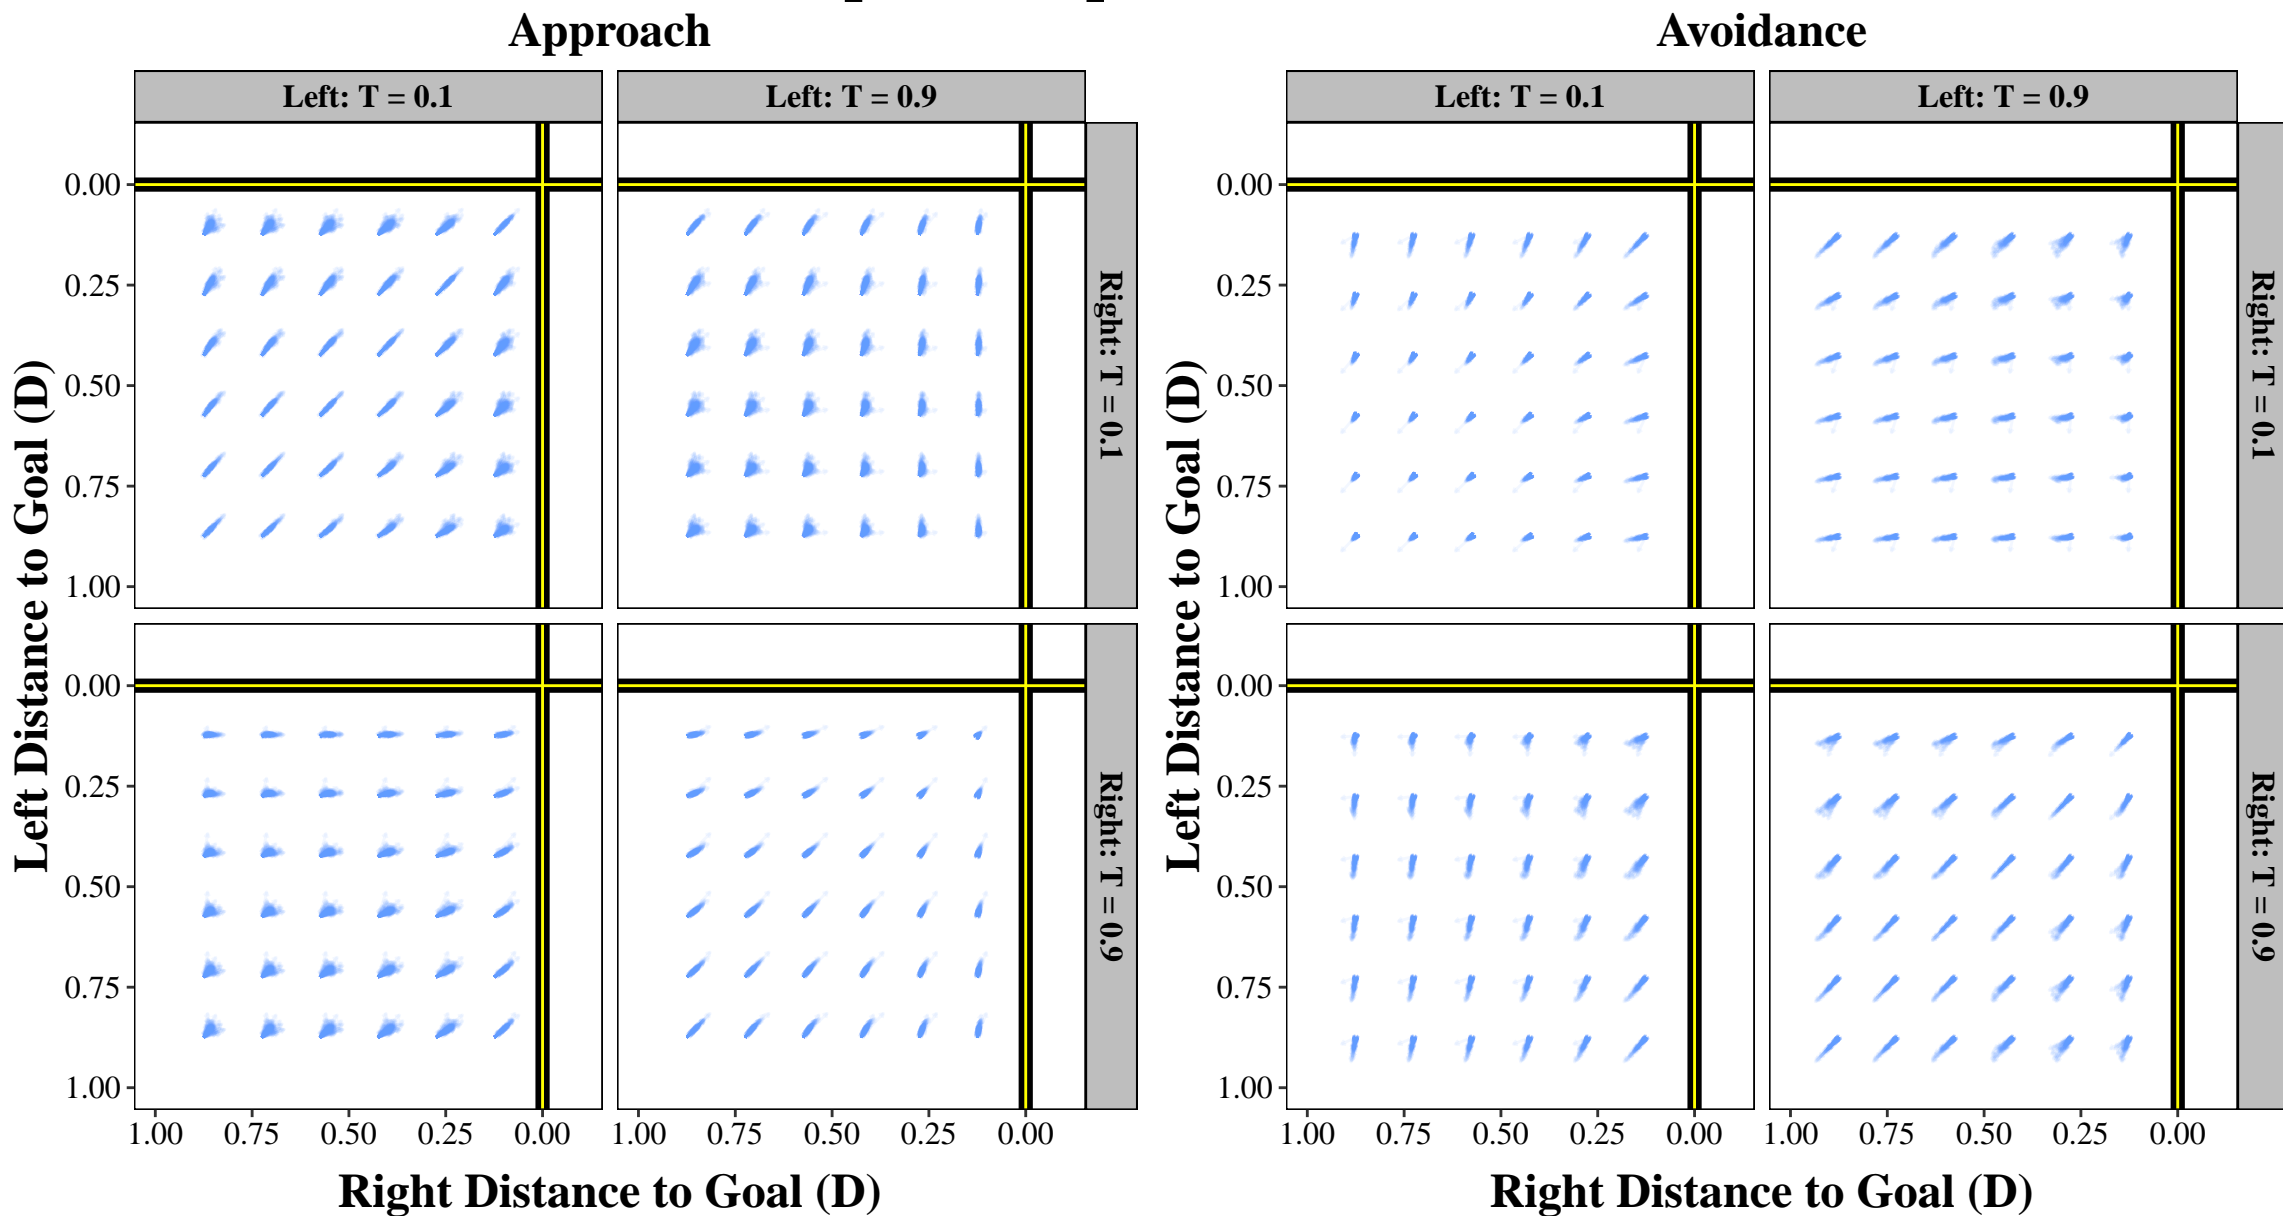 Approach
Avoidance
Left: T = 0.1
Left: T = 0.9
Left: T = 0.1
Left: T = 0.9
Left Distance to Goal (D)
0.00
0.25
0.50
0.75
1.00
Right: T = 0.1
0.00
0.25
0.50
0.75
1.00
Right: T = 0.9
1.00 0.75 0.50 0.25 0.00
1.00 0.75 0.50 0.25 0.00
Right Distance to Goal (D)
Left Distance to Goal (D)
0.00
0.25
0.50
0.75
1.00
Right: T = 0.1
0.00
0.25
0.50
0.75
1.00
Right: T = 0.9
1.00 0.75 0.50 0.25 0.00
1.00 0.75 0.50 0.25 0.00
Right Distance to Goal (D)